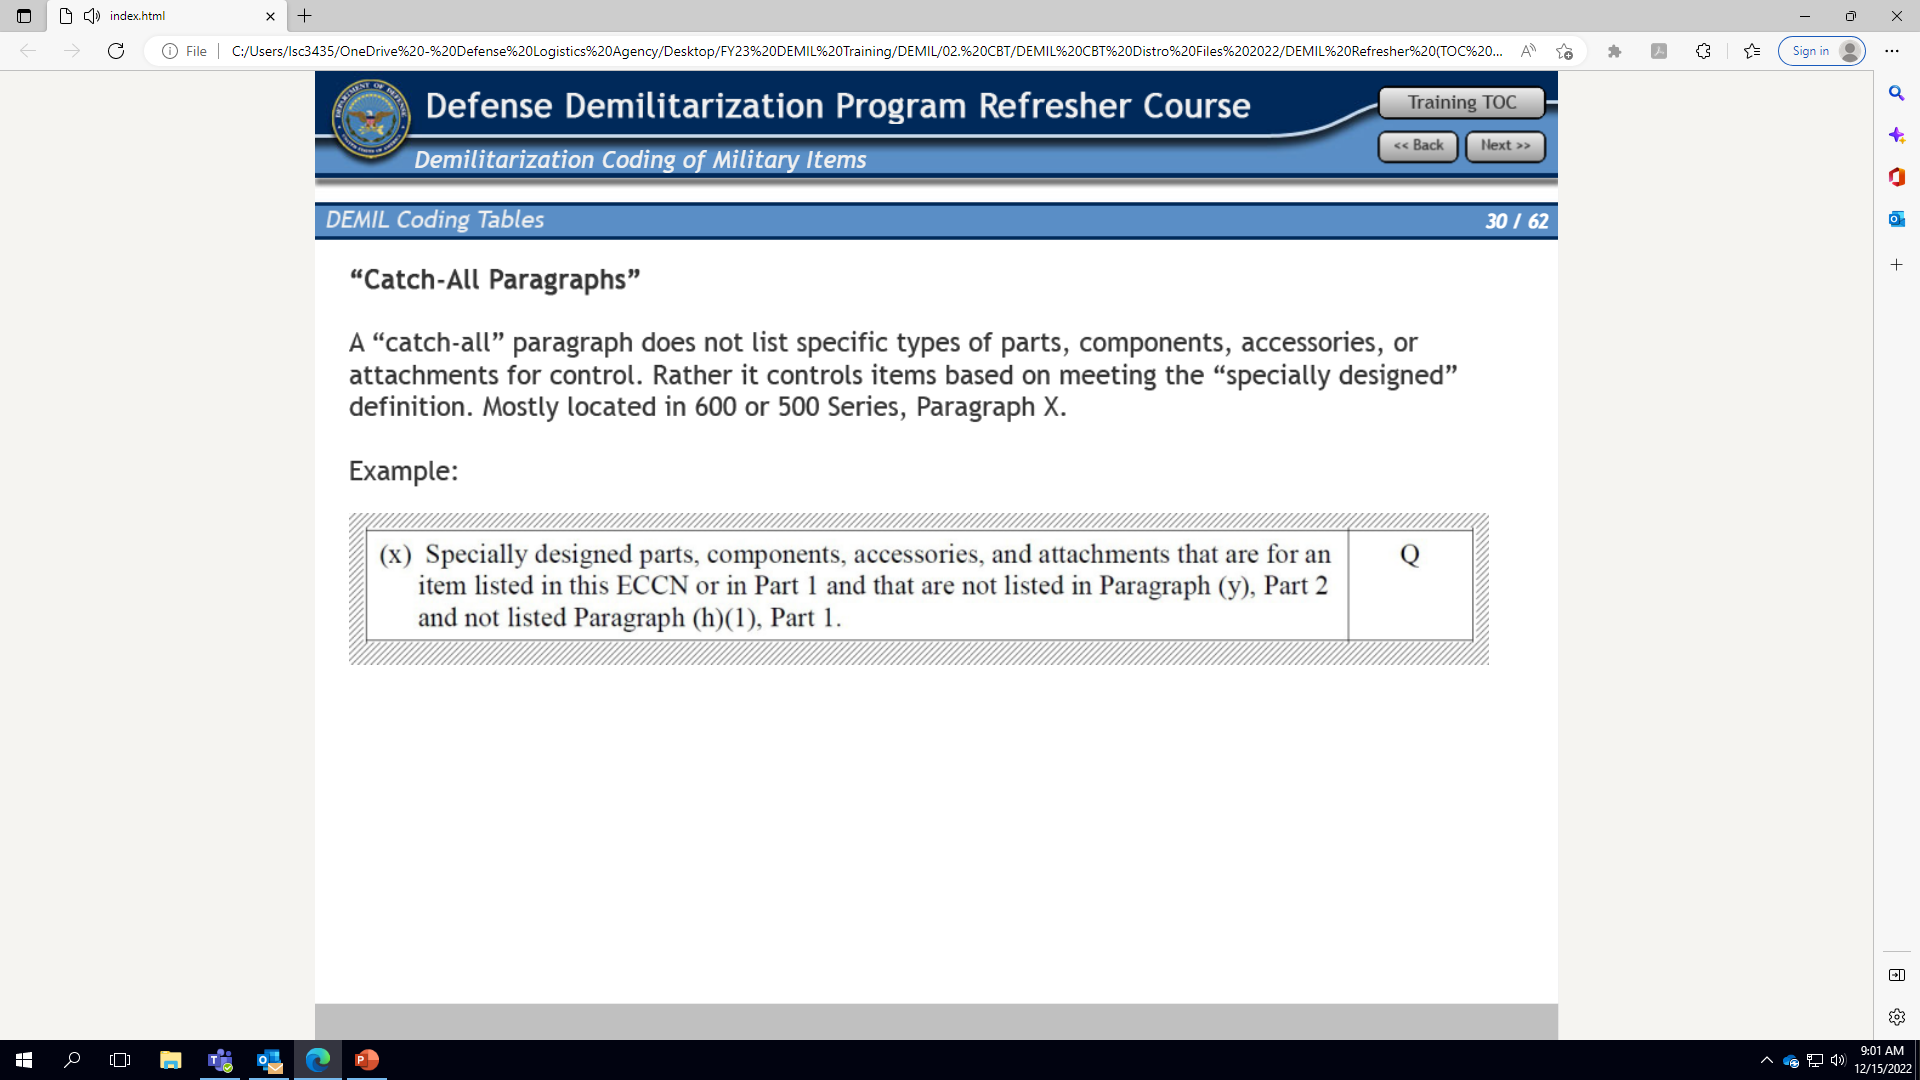 index.html
File
C:/Users/lsc3435/OneDrive%20-%20Defense%20Logistics%20Agency/Desktop/FY23%20DEMIL%20Training/DEMIL/02.%20CBT/DEMIL%20CBT%20Distro%20Files%202022/DEMIL%20Refresher%20(TOC%20...
Sign in
Defense Demilitarization Program Refresher Course
Training TOC
<< Back
Next >>
Demilitarization Coding of Military Items
DEMIL Coding Tables
30 / 62
“Catch-All Paragraphs”
A “catch-all” paragraph does not list specific types of parts, components, accessories, or
attachments for control. Rather it controls items based on meeting the “specially designed”
definition. Mostly located in 600 or 500 Series, Paragraph X.
Example:
(x) Specially designed parts, components, accessories, and attachments that are for an
item listed in this ECCN or in Part 1 and that are not listed in Paragraph (y), Part 2
and not listed Paragraph (h)(1), Part 1.
Q
9:01 AM
12/15/2022